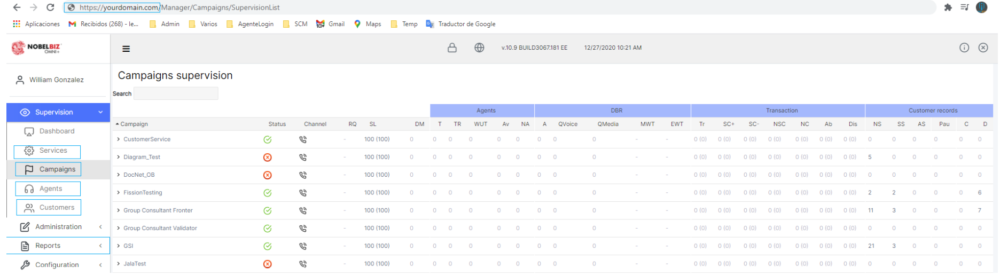 https://yourdomain.com/Manager/Campaigns/SupervisionList
Aplicaciones Recibidos (268) - le... Admin Varios AgenteLogin SCM Gmail Maps Temp Traductor de Google
NOBELBIZ OMNI+
v.10.9 BUILD3067.181 EE 12/27/2020 10:21 AM
William Gonzalez
Supervision
Dashboard
Services
Campaigns
Agents
Customers
Administration
Reports
Configuration
Campaigns supervision
Search
Agents DBR Transaction Customer records
Campaign Status Channel RQ SL DM T TR WUT Av NA A QVoice QMedia MWT EWT Tr SC+ SC- NSC NC Ab Dis NS SS AS Pau C D
CustomerService - 100 (100) 0 0 0 0 0 0 0 0 0 - - 0 (0) 0 (0) 0 (0) 0 (0) 0 (0) 0 (0) 0 (0) 0 0 0 0 0 0
Diagram_Test - 100 (100) 0 0 0 0 0 0 0 0 0 - - 0 (0) 0 (0) 0 (0) 0 (0) 0 (0) 0 (0) 0 (0) 5 0 0 0 0 0
DocNet_OB - 100 (100) 0 0 0 0 0 0 0 0 0 - - 0 (0) 0 (0) 0 (0) 0 (0) 0 (0) 0 (0) 0 (0) 0 0 0 0 0 0
FissionTesting - 100 (100) 0 0 0 0 0 0 0 0 0 - - 0 (0) 0 (0) 0 (0) 0 (0) 0 (0) 0 (0) 0 (0) 2 2 0 0 0 6
Group Consultant Fronter - 100 (100) 0 0 0 0 0 0 0 0 0 - - 0 (0) 0 (0) 0 (0) 0 (0) 0 (0) 0 (0) 0 (0) 11 3 0 0 0 7
Group Consultant Validator - 100 (100) 0 0 0 0 0 0 0 0 0 - - 0 (0) 0 (0) 0 (0) 0 (0) 0 (0) 0 (0) 0 (0) 0 0 0 0 0 0
GSI - 100 (100) 0 0 0 0 0 0 0 0 0 - - 0 (0) 0 (0) 0 (0) 0 (0) 0 (0) 0 (0) 0 (0) 21 3 0 0 0 0
JalaTest - 100 (100) 0 0 0 0 0 0 0 0 0 - - 0 (0) 0 (0) 0 (0) 0 (0) 0 (0) 0 (0) 0 (0) 0 0 0 0 0 0